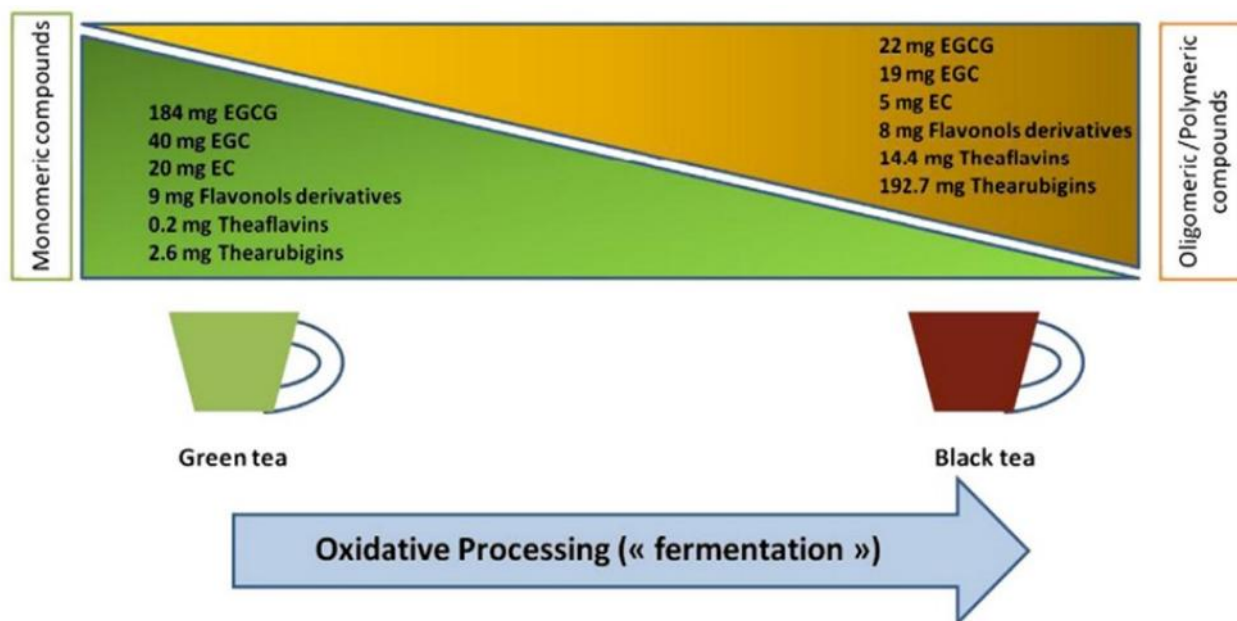 Monomeric compounds
184 mg EGCG
40 mg EGC
20 mg EC
9 mg Flavonols derivatives
0.2 mg Theaflavins
2.6 mg Thearubigins
22 mg EGCG
19 mg EGC
5 mg EC
8 mg Flavonols derivatives
14.4 mg Theaflavins
192.7 mg Thearubigins
Oligomeric /Polymeric
compounds
Green tea
Black tea
Oxidative Processing (« fermentation »)